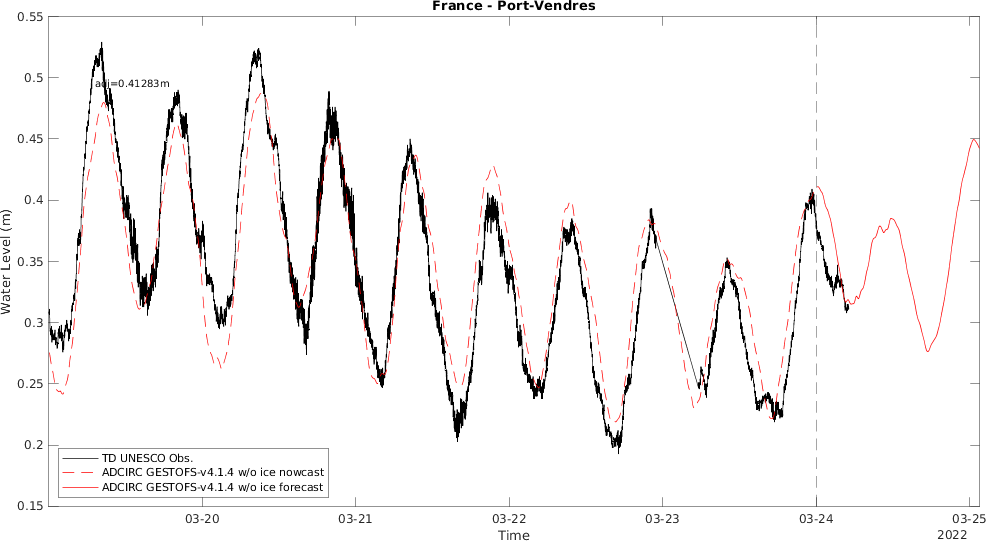 France - Port-Vendres
0.55
0.5
0.45
0.4
0.35
0.3
0.25
0.2
0.15
Water Level (m)
adj=0.41283m
TD UNESCO Obs.
ADCIRC GESTOFS-v4.1.4 w/o ice nowcast
ADCIRC GESTOFS-v4.1.4 w/o ice forecast
03-20
03-21
03-22
03-23
03-24
03-25
Time
2022